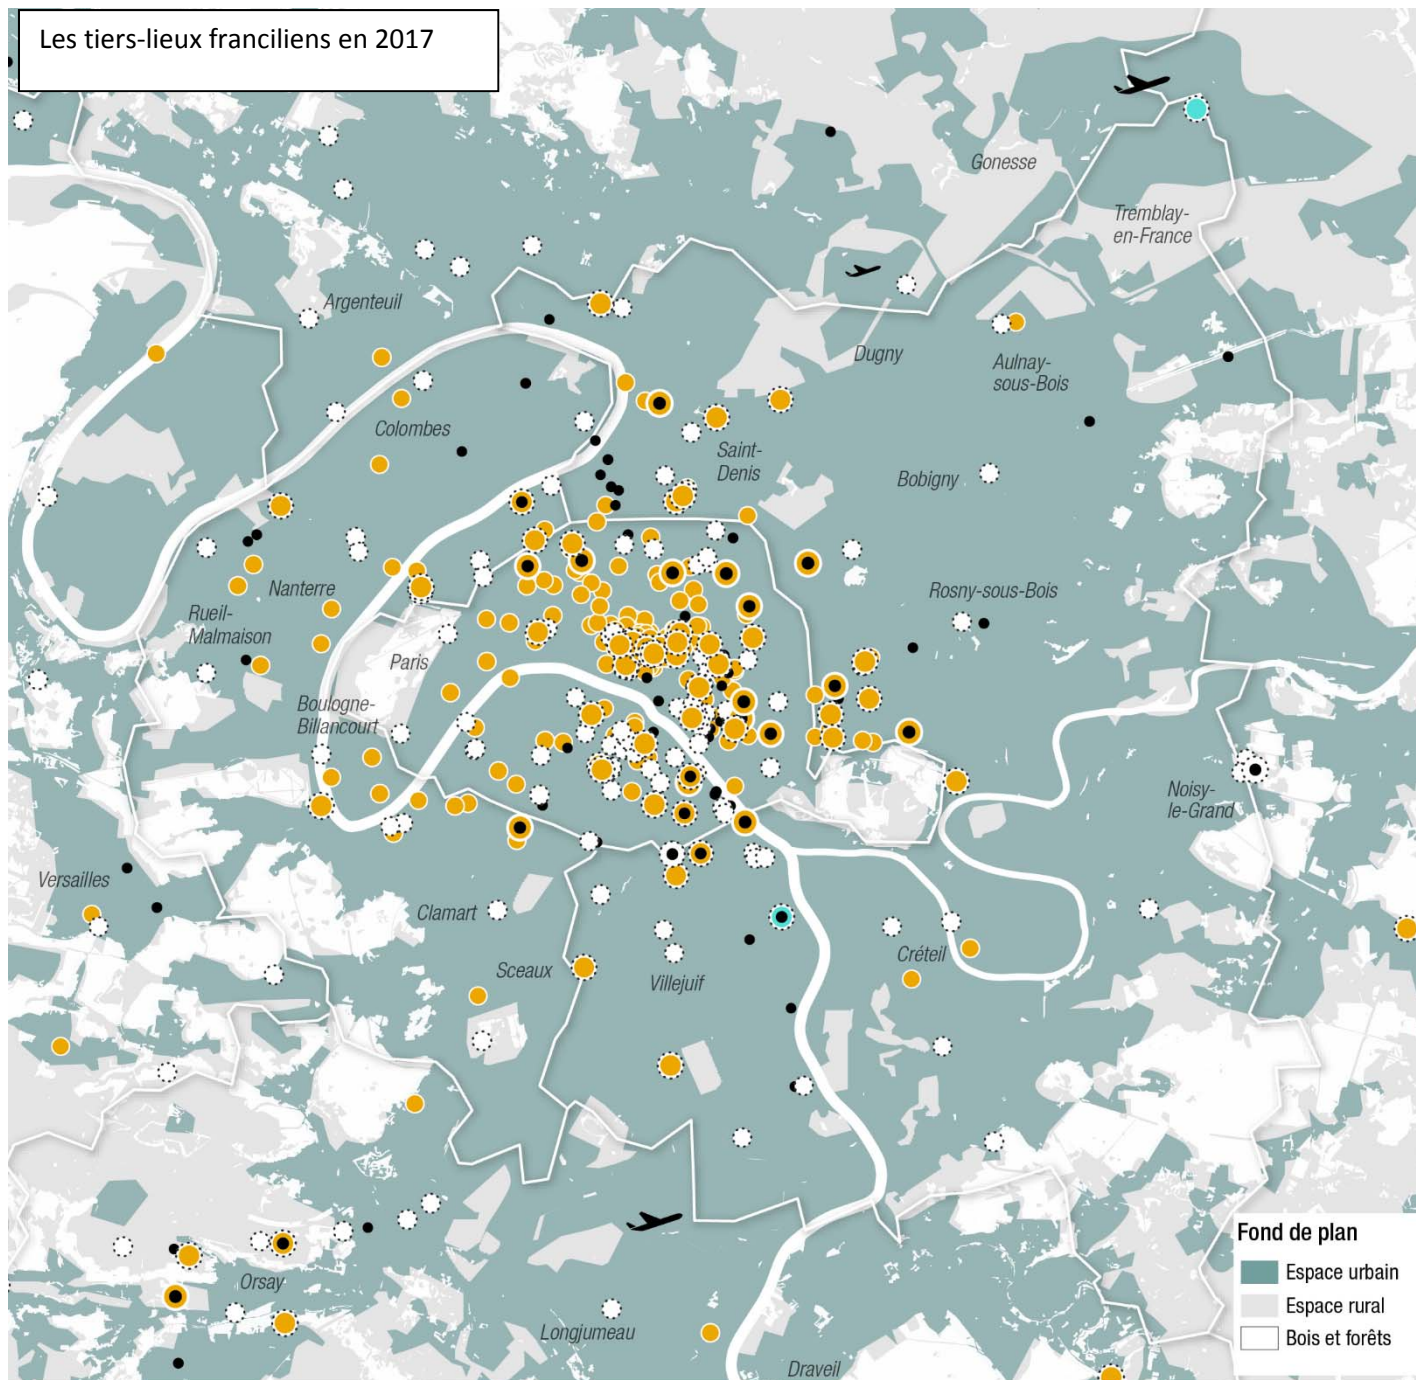 Les tiers-lieux franciliens en 2017
Gonesse
Tremblay-
en-France
Argenteuil
Dugny
Aulnay-
sous-Bois
Colombes
Saint-
Denis
Bobigny
Nanterre
Rosny-sous-Bois
Rueil-
Malmaison
Paris
Boulogne-
Billancourt
Noisy-
le-Grand
Versailles
Clamart
Créteil
Sceaux
Villejuif
Orsay
Longjumeau
Draveil
Fond de plan
Espace urbain
Espace rural
Bois et forêts